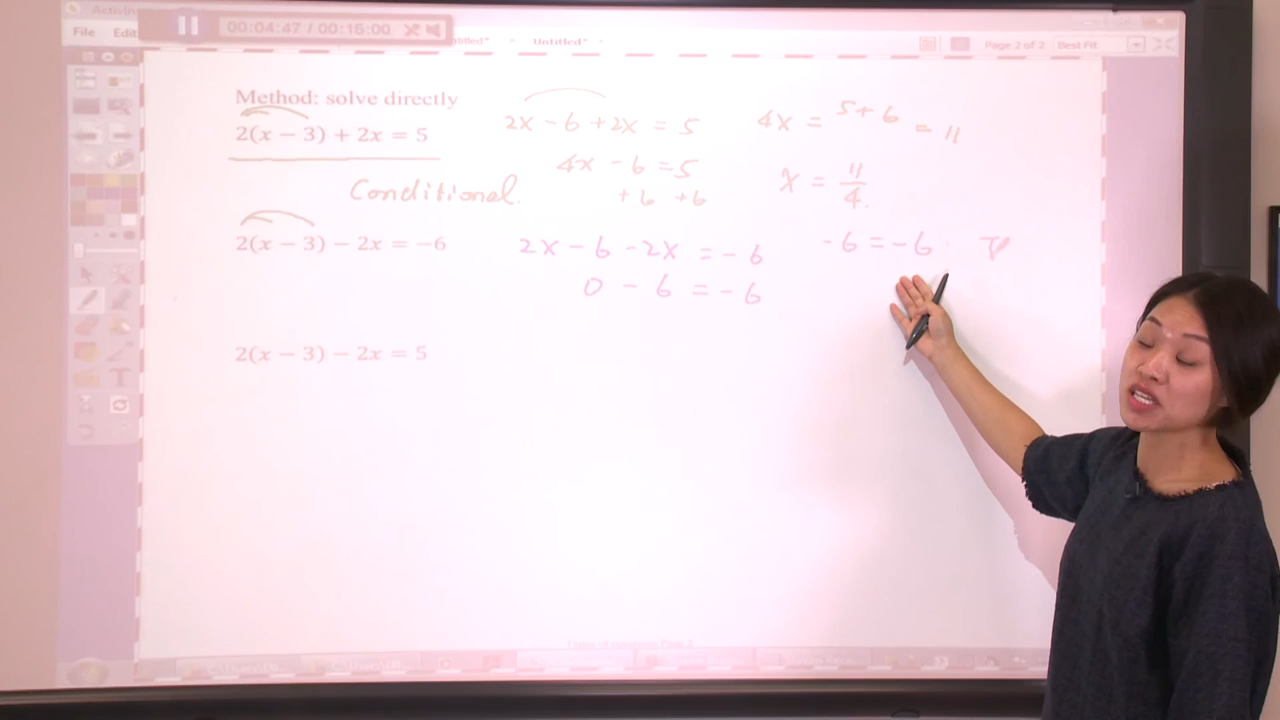 00:04:47 / 00:15:00
File Edit
Untitled*
Page 2 of 2 Best Fit
Method: solve directly
2(x − 3) + 2x = 5
2x − 6 + 2x = 5
4x − 6 = 5
+6 +6
4x = 5 + 6 = 11
x = 11/4.
Conditional.
2(x − 3) − 2x = −6
2x − 6 − 2x = −6
0 − 6 = −6
-6 = -6
2(x − 3) − 2x = 5